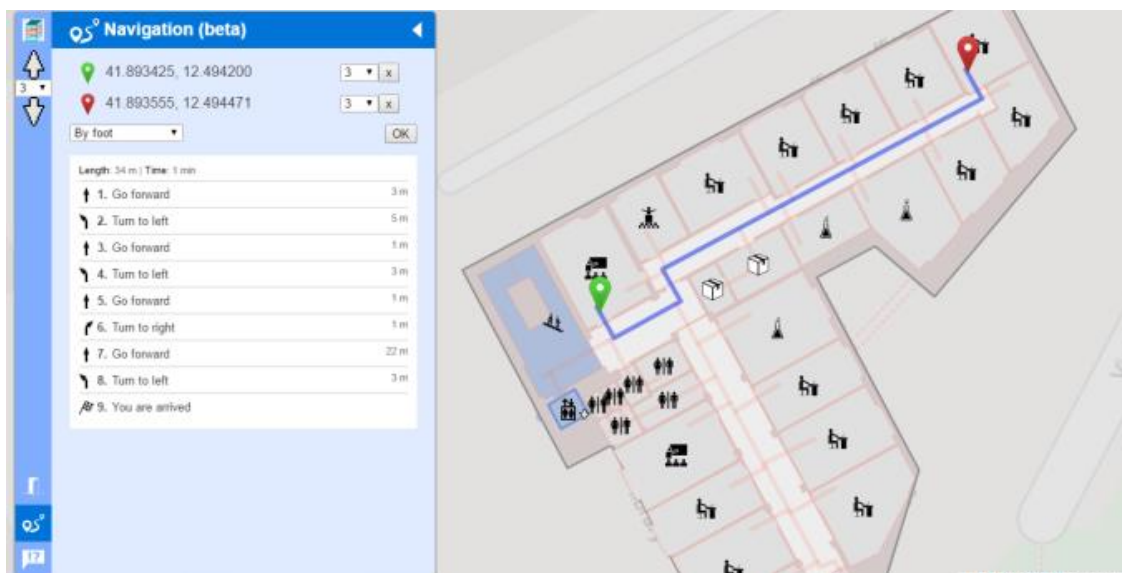 Navigation (beta)
41.893425, 12.494200 3 x
3
41.893555, 12.494471 3 x
By foot OK
Length: 34 m | Time: 1 min
1. Go forward 3 m
2. Turn to left 5 m
3. Go forward 1 m
4. Turn to left 3 m
5. Go forward 1 m
6. Turn to right 1 m
7. Go forward 22 m
8. Turn to left 3 m
9. You are arrived
!?